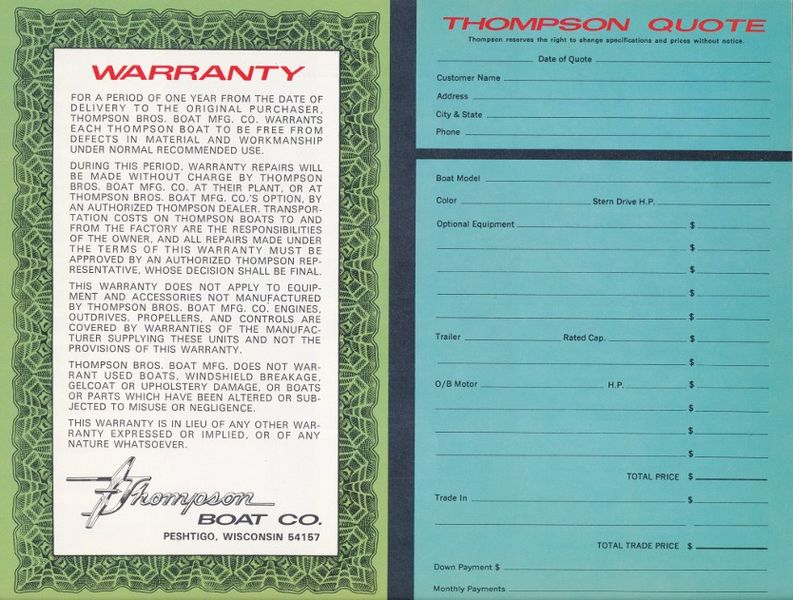 WARRANTY
FOR A PERIOD OF ONE YEAR FROM THE DATE OF
DELIVERY TO THE ORIGINAL PURCHASER,
THOMPSON BROS. BOAT MFG. CO. WARRANTS
EACH THOMPSON BOAT TO BE FREE FROM
DEFECTS IN MATERIAL AND WORKMANSHIP
UNDER NORMAL RECOMMENDED USE.
DURING THIS PERIOD, WARRANTY REPAIRS WILL
BE MADE WITHOUT CHARGE BY THOMPSON
BROS. BOAT MFG. CO. AT THEIR PLANT, OR AT
THOMPSON BROS. BOAT MFG. CO.'S OPTION, BY
AN AUTHORIZED THOMPSON DEALER. TRANSPOR-
TATION COSTS ON THOMPSON BOATS TO AND
FROM THE FACTORY ARE THE RESPONSIBILITIES
OF THE OWNER, AND ALL REPAIRS MADE UNDER
THE TERMS OF THIS WARRANTY MUST BE
APPROVED BY AN AUTHORIZED THOMPSON REP-
RESENTATIVE, WHOSE DECISION SHALL BE FINAL.
THIS WARRANTY DOES NOT APPLY TO EQUIP-
MENT AND ACCESSORIES NOT MANUFACTURED
BY THOMPSON BROS. BOAT MFG. CO. ENGINES,
OUTDRIVES, PROPELLERS, AND CONTROLS ARE
COVERED BY WARRANTIES OF THE MANUFAC-
TURER SUPPLYING THESE UNITS AND NOT THE
PROVISIONS OF THIS WARRANTY.
THOMPSON BROS. BOAT MFG. DOES NOT WAR-
RANT USED BOATS, WINDSHIELD BREAKAGE,
GELCOAT OR UPHOLSTERY DAMAGE, OR BOATS
OR PARTS WHICH HAVE BEEN ALTERED OR SUB-
JECTED TO MISUSE OR NEGLIGENCE.
THIS WARRANTY IS IN LIEU OF ANY OTHER WAR-
RANTY EXPRESSED OR IMPLIED, OR OF ANY
NATURE WHATSOEVER.
Thompson
BOAT CO.
PESHTIGO, WISCONSIN 54157
THOMPSON QUOTE
Thompson reserves the right to change specifications and prices without notice.
Date of Quote
Customer Name
Address
City & State
Phone
Boat Model
Color Stern Drive H.P.
Optional Equipment $
$
$
$
$
Trailer Rated Cap. $
$
O/B Motor H.P. $
$
$
$
TOTAL PRICE $
Trade In $
TOTAL TRADE PRICE $
Down Payment $
Monthly Payments